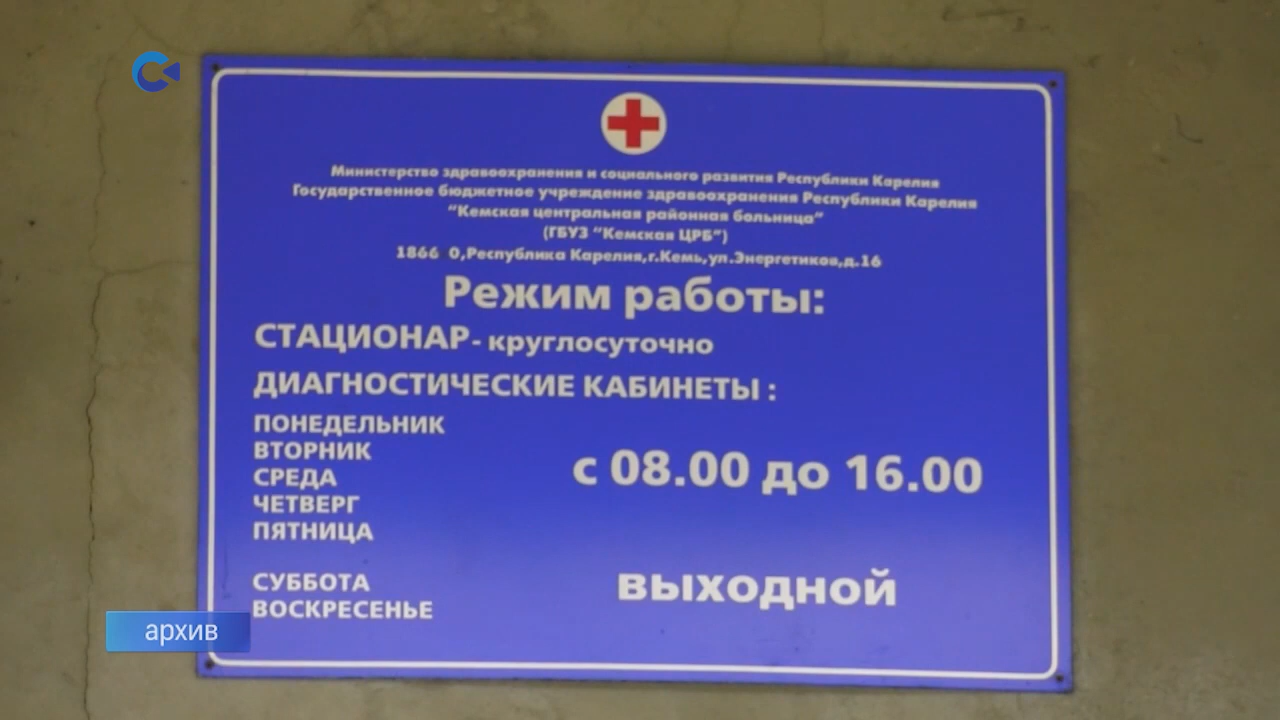 Министерство здравоохранения и социального развития Республики Карелия
Государственное бюджетное учреждение здравоохранения Республики Карелия
"Кемская центральная районная больница"
(ГБУЗ "Кемская ЦРБ")
1866 0,Республика Карелия,г.Кемь,ул.Энергетиков,д.16
Режим работы:
СТАЦИОНАР- круглосуточно
ДИАГНОСТИЧЕСКИЕ КАБИНЕТЫ :
ПОНЕДЕЛЬНИК
ВТОРНИК
СРЕДА
ЧЕТВЕРГ
ПЯТНИЦА
с 08.00 до 16.00
СУББОТА
ВОСКРЕСЕНЬЕ
ВЫХОДНОЙ
архив